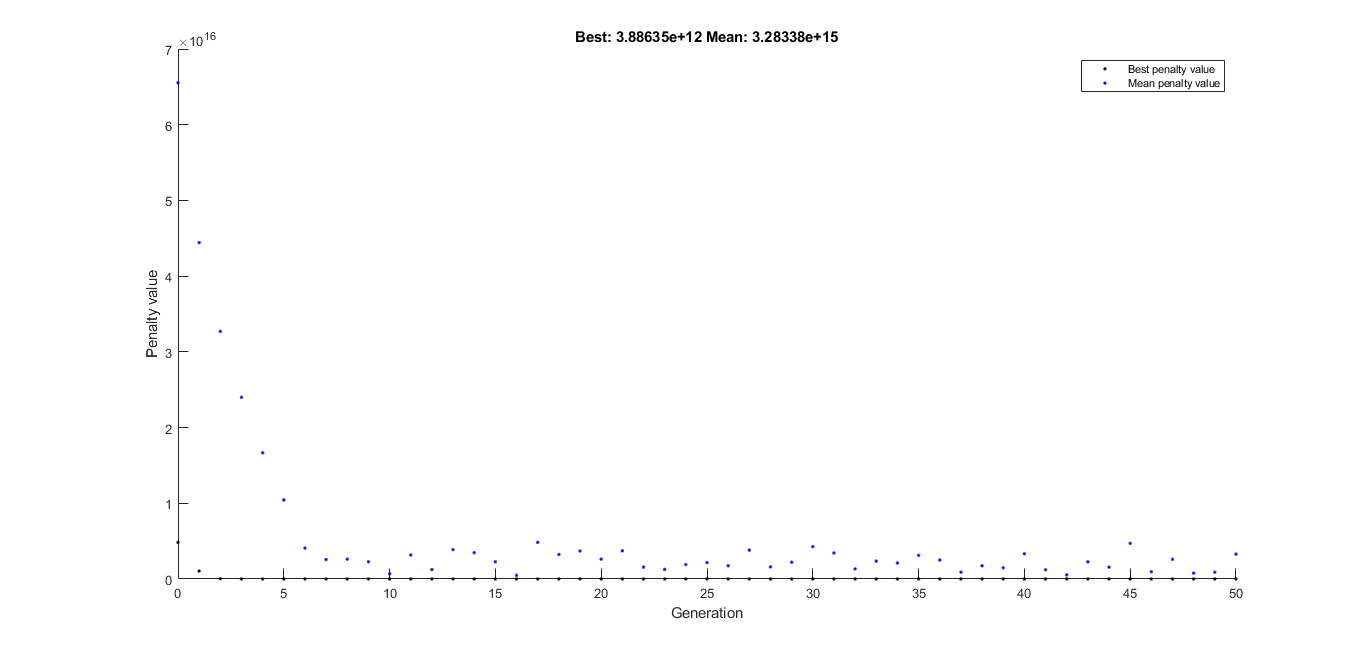 Best: 3.88635e+12 Mean: 3.28338e+15
×10^16
7
6
5
4
3
2
1
0
Penalty value
Best penalty value
Mean penalty value
0 5 10 15 20 25 30 35 40 45 50
Generation